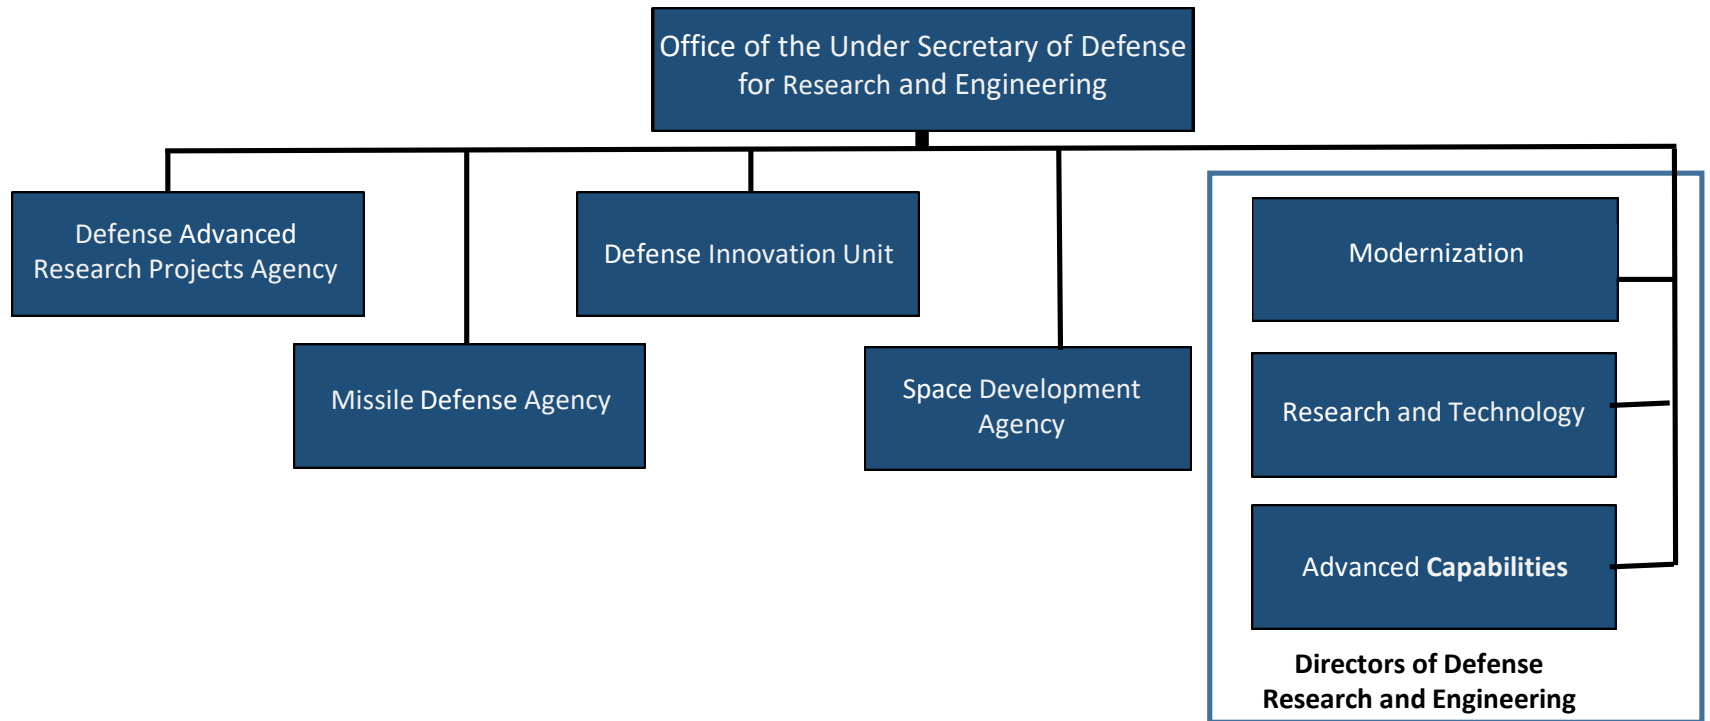 Office of the Under Secretary of Defense
for Research and Engineering
Defense Advanced
Research Projects Agency
Defense Innovation Unit
Modernization
Missile Defense Agency
Space Development
Agency
Research and Technology
Advanced Capabilities
Directors of Defense
Research and Engineering